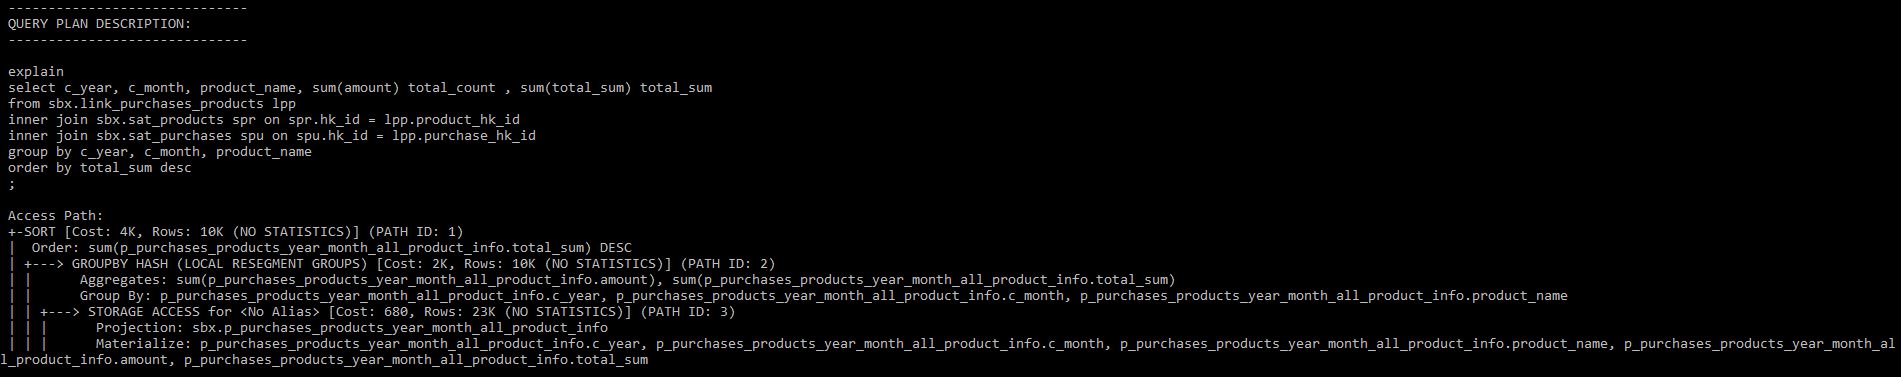 ------------------------------
QUERY PLAN DESCRIPTION:
------------------------------
explain
select c_year, c_month, product_name, sum(amount) total_count , sum(total_sum) total_sum
from sbx.link_purchases_products lpp
inner join sbx.sat_products spr on spr.hk_id = lpp.product_hk_id
inner join sbx.sat_purchases spu on spu.hk_id = lpp.purchase_hk_id
group by c_year, c_month, product_name
order by total_sum desc
;
Access Path:
+-SORT [Cost: 4K, Rows: 10K (NO STATISTICS)] (PATH ID: 1)
|  Order: sum(p_purchases_products_year_month_all_product_info.total_sum) DESC
| +---> GROUPBY HASH (LOCAL RESEGMENT GROUPS) [Cost: 2K, Rows: 10K (NO STATISTICS)] (PATH ID: 2)
| |      Aggregates: sum(p_purchases_products_year_month_all_product_info.amount), sum(p_purchases_products_year_month_all_product_info.total_sum)
| |      Group By: p_purchases_products_year_month_all_product_info.c_year, p_purchases_products_year_month_all_product_info.c_month, p_purchases_products_year_month_all_product_info.product_name
| | +---> STORAGE ACCESS for <No Alias> [Cost: 680, Rows: 23K (NO STATISTICS)] (PATH ID: 3)
| | |      Projection: sbx.p_purchases_products_year_month_all_product_info
| | |      Materialize: p_purchases_products_year_month_all_product_info.c_year, p_purchases_products_year_month_all_product_info.c_month, p_purchases_products_year_month_all_product_info.product_name, p_purchases_products_year_month_al
l_product_info.amount, p_purchases_products_year_month_all_product_info.total_sum